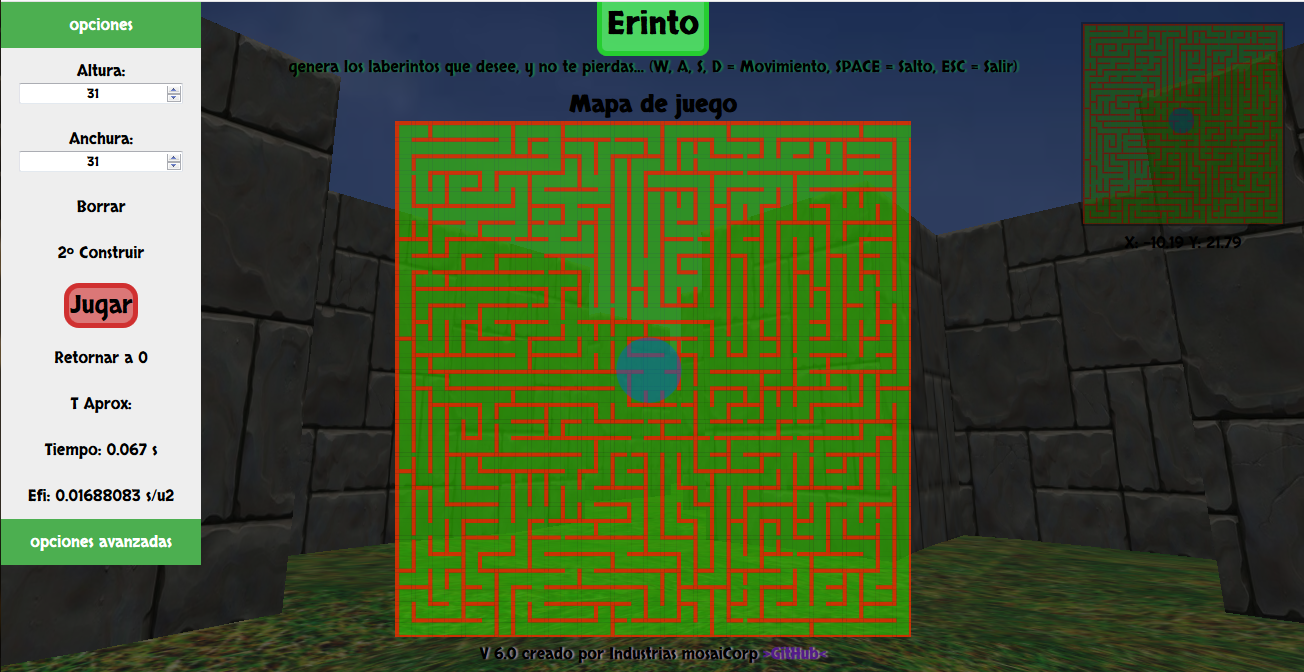 opciones
Altura:
31
Anchura:
31
Borrar
2º Construir
Jugar
Retornar a 0
T Aprox:
Tiempo: 0.067 s
Efi: 0.01688083 s/u2
opciones avanzadas
Erinto
genera los laberintos que desee, y no te pierdas... (W, A, S, D = Movimiento, SPACE = Salto, ESC = Salir)
Mapa de juego
X: -10.19 Y: 21.79
V 6.0 creado por Industrias mosaiCorp >GitHub<